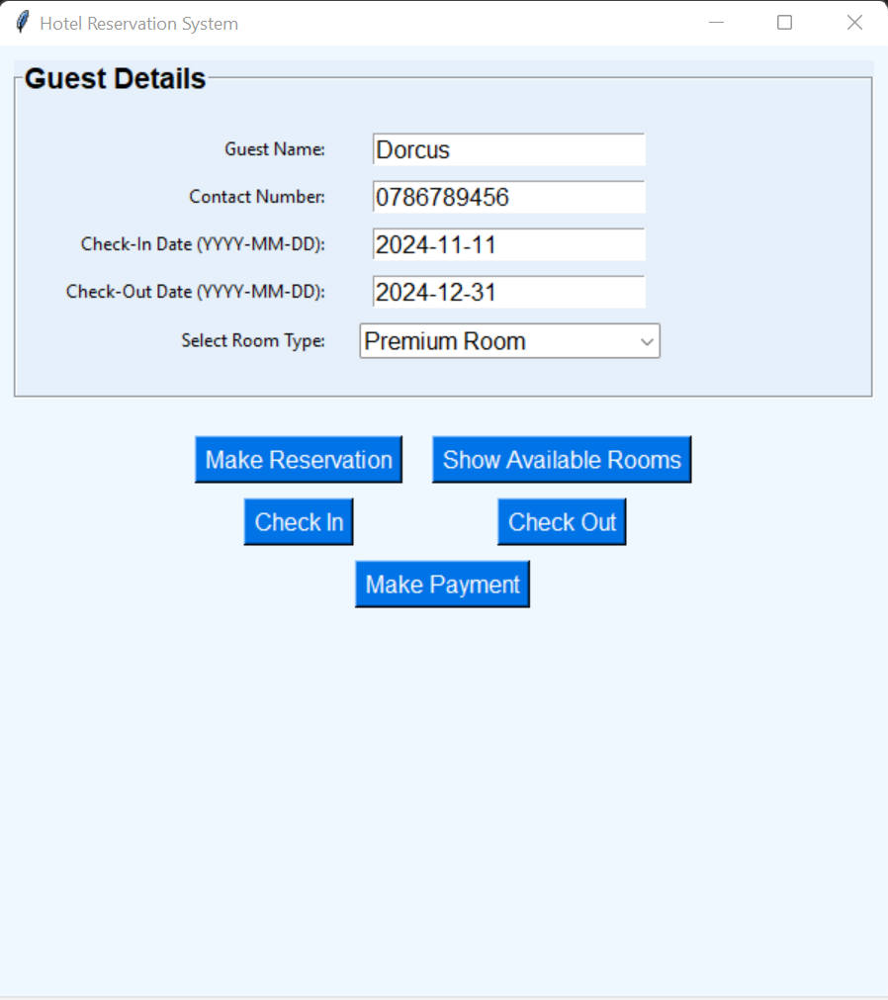 Hotel Reservation System
Guest Details
Guest Name: Dorcus
Contact Number: 0786789456
Check-In Date (YYYY-MM-DD): 2024-11-11
Check-Out Date (YYYY-MM-DD): 2024-12-31
Select Room Type: Premium Room
Make Reservation Show Available Rooms
Check In Check Out
Make Payment